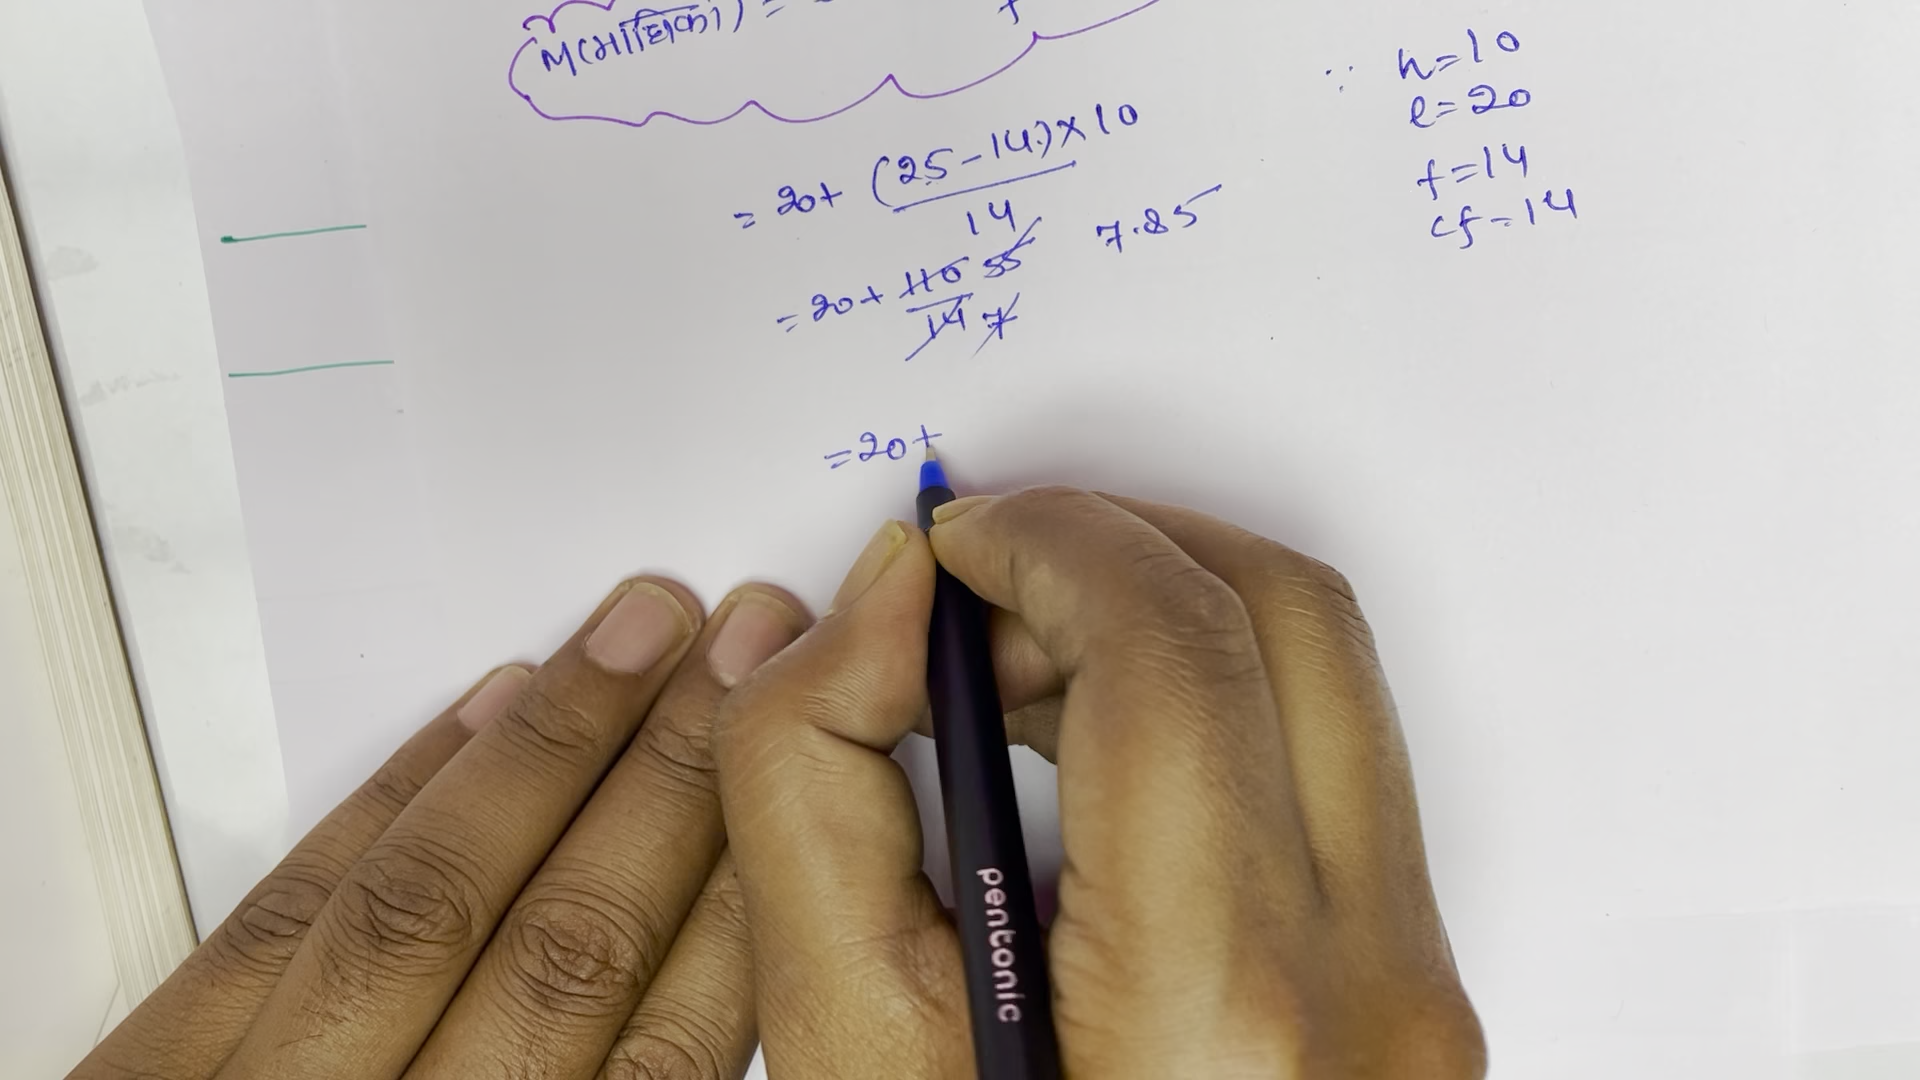 M(माधिका) =
= 20+ (25-14)×10
14
= 20+ 110 55
14 7
7.85
= 20+
∵ h=10
l=20
f=14
cf=14
pentonic